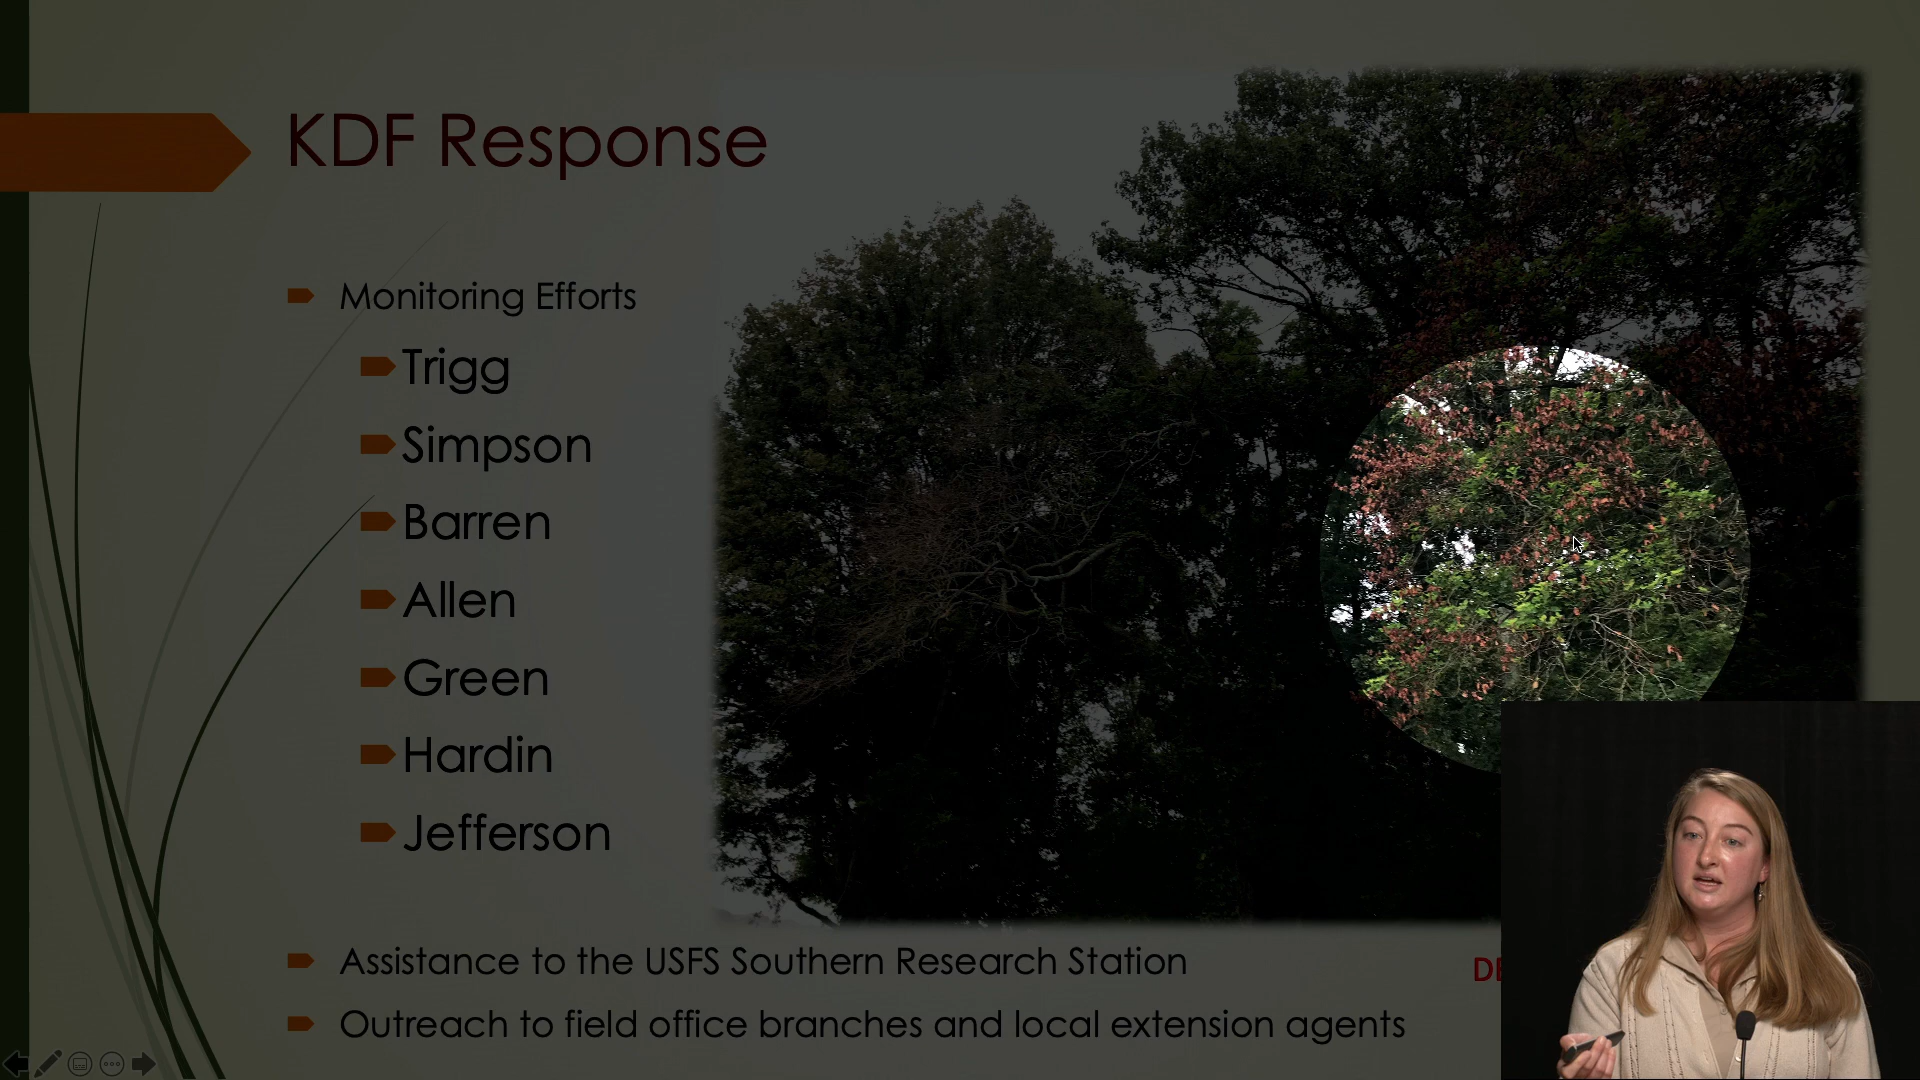 KDF Response
Monitoring Efforts
Trigg
Simpson
Barren
Allen
Green
Hardin
Jefferson
Assistance to the USFS Southern Research Station
Outreach to field office branches and local extension agents